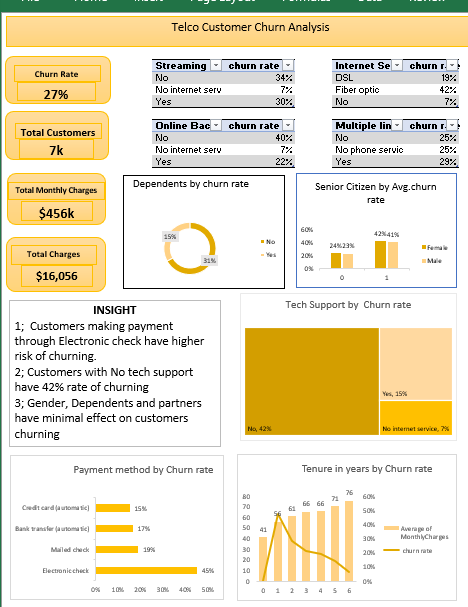 Telco Customer Churn Analysis
Churn Rate
27%
Total Customers
7k
Total Monthly Charges
$456k
Total Charges
$16,056
Streaming churn rate
No 34%
No internet serv 7%
Yes 30%
Internet Se churn r
DSL 19%
Fiber optic 42%
No 7%
Online Bac churn rate
No 40%
No internet serv 7%
Yes 22%
Multiple lin churn r
No 25%
No phone servic 25%
Yes 29%
Dependents by churn rate
15%
31%
No
Yes
Senior Citizen by Avg.churn
rate
60%
40%
20%
0%
24% 23%
42% 41%
0 1
Female
Male
INSIGHT
1; Customers making payment
through Electronic check have higher
risk of churning.
2; Customers with No tech support
have 42% rate of churning
3; Gender, Dependents and partners
have minimal effect on customers
churning
Tech Support by Churn rate
No, 42%
Yes, 15%
No internet service, 7%
Payment method by Churn rate
Credit card (automatic) 15%
Bank transfer (automatic) 17%
Mailed check 19%
Electronic check 45%
0% 10% 20% 30% 40% 50%
Tenure in years by Churn rate
80
70
60
50
40
30
20
10
0
41 56 61 66 66 71 76
60%
50%
40%
30%
20%
10%
0%
0 1 2 3 4 5 6
Average of
MonthlyCharges
churn rate